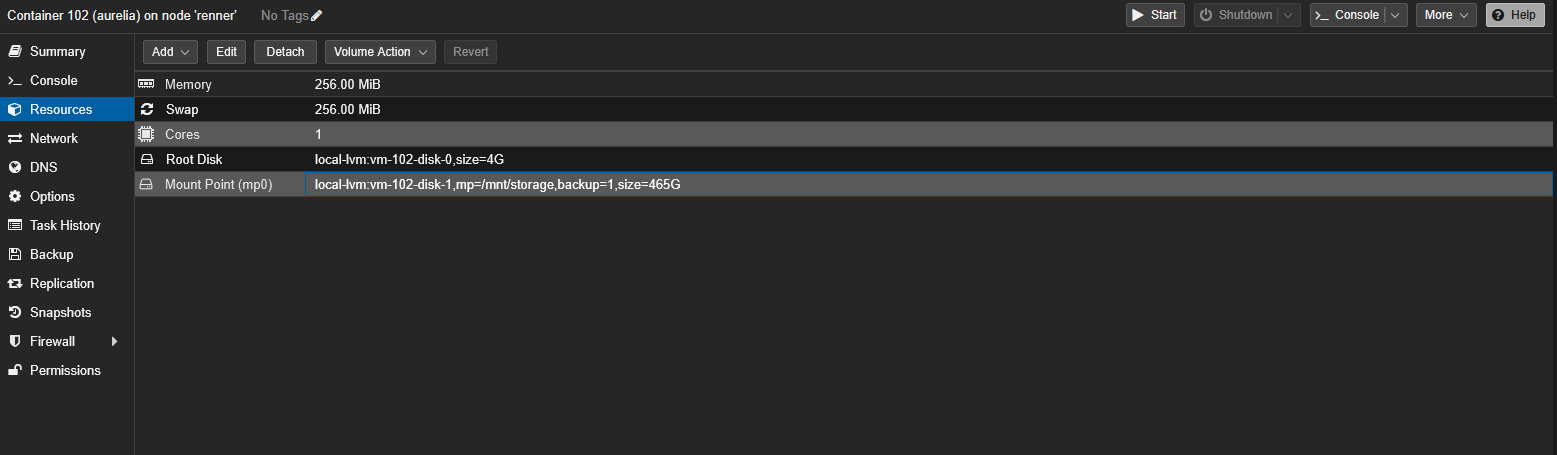 Container 102 (aurelia) on node 'renner' No Tags Start Shutdown Console More Help
Summary
Console
Resources
Network
DNS
Options
Task History
Backup
Replication
Snapshots
Firewall
Permissions
Add Edit Detach Volume Action Revert
Memory 256.00 MiB
Swap 256.00 MiB
Cores 1
Root Disk local-lvm:vm-102-disk-0,size=4G
Mount Point (mp0) local-lvm:vm-102-disk-1,mp=/mnt/storage,backup=1,size=465G